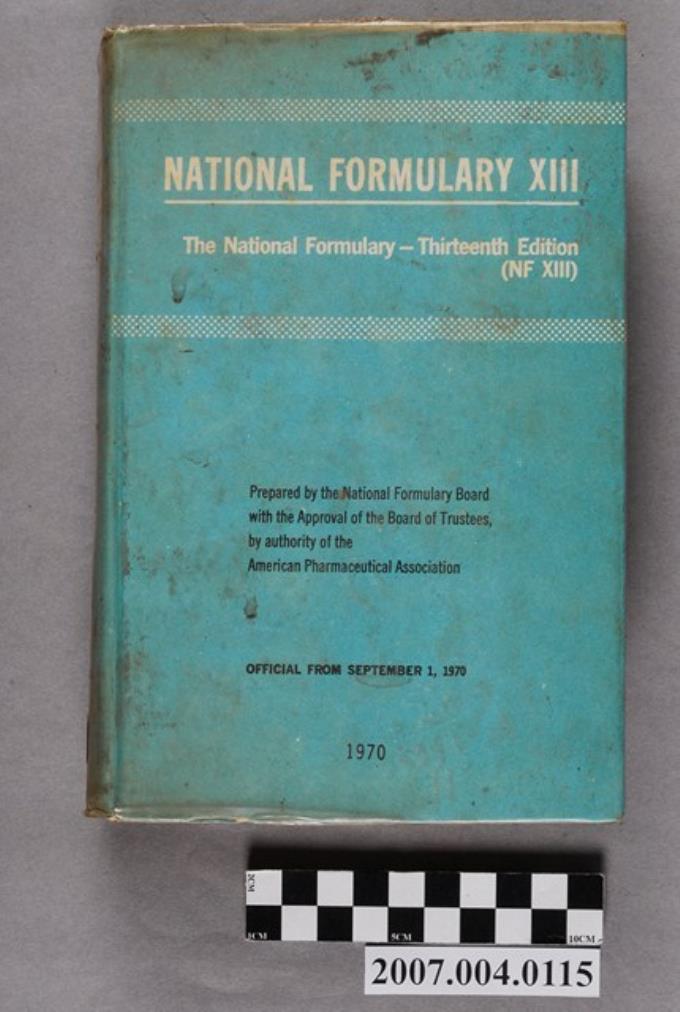 NATIONAL FORMULARY XIII
The National Formulary – Thirteenth Edition
(NF XIII)
Prepared by the National Formulary Board
with the Approval of the Board of Trustees,
by authority of the
American Pharmaceutical Association
OFFICIAL FROM SEPTEMBER 1, 1970
1970
2CM
1CM 5CM 10CM
2007.004.0115